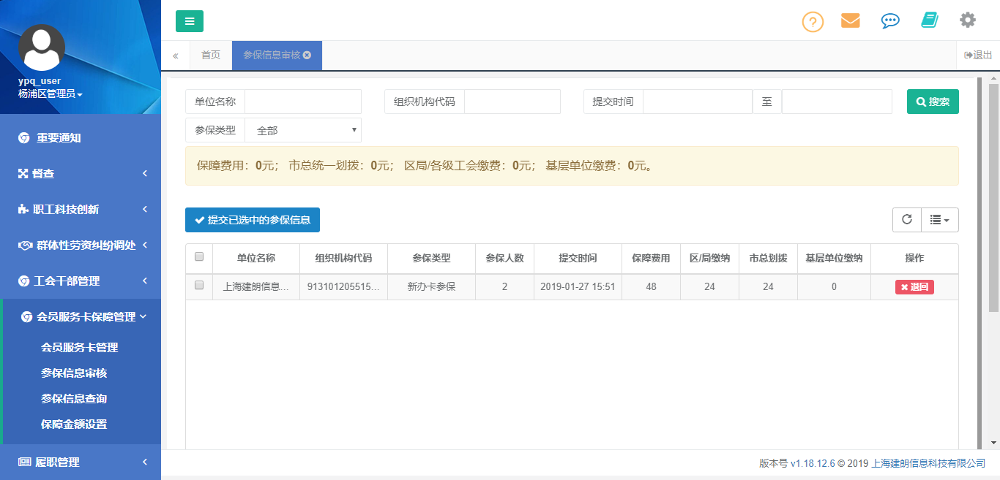 ypq_user
杨浦区管理员
重要通知
督查
职工科技创新
群体性劳资纠纷调处
工会干部管理
会员服务卡保障管理
会员服务卡管理
参保信息审核
参保信息查询
保障金额设置
履职管理
« 首页 参保信息审核 退出
单位名称 组织机构代码 提交时间 至 搜索
参保类型 全部
保障费用：0元； 市总统一划拨：0元； 区局/各级工会缴费：0元； 基层单位缴费：0元。
提交已选中的参保信息
单位名称 组织机构代码 参保类型 参保人数 提交时间 保障费用 区/局缴纳 市总划拨 基层单位缴纳 操作
上海建朗信息... 913101205515... 新办卡参保 2 2019-01-27 15:51 48 24 24 0 退回
版本号 v1.18.12.6 © 2019 上海建朗信息科技有限公司